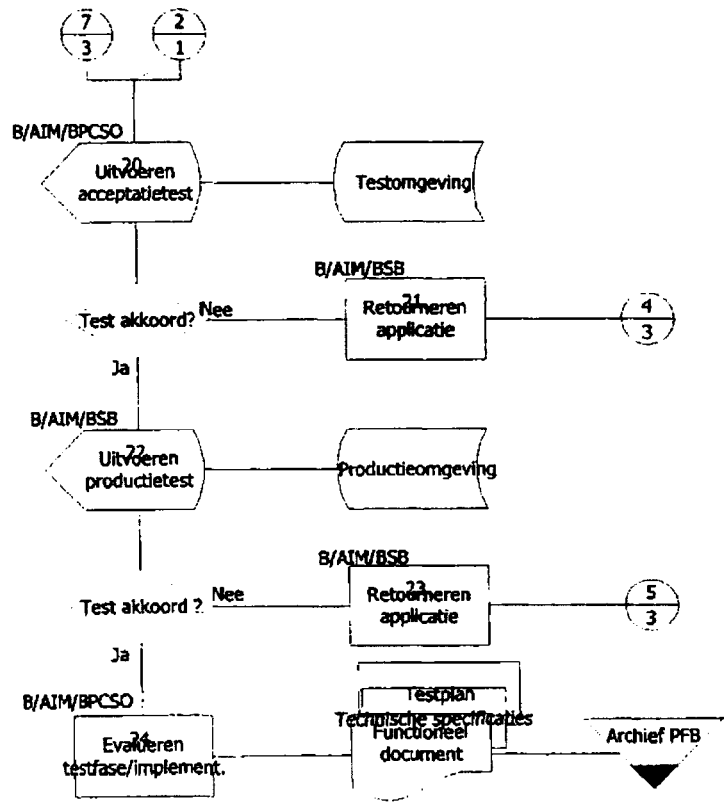 7 2
3 1
B/AIM/BPCSO
20
Uitvoeren
acceptatietest
Testomgeving
B/AIM/BSB
Test akkoord? Nee
21
Retourneren
applicatie
4
3
Ja
B/AIM/BSB
22
Uitvoeren
productietest
Productieomgeving
B/AIM/BSB
Test akkoord ? Nee
23
Retourneren
applicatie
5
3
Ja
B/AIM/BPCSO
24
Evalueren
testfase/implement.
Testplan
Technische specificaties
Functioneel
document
Archief PFB